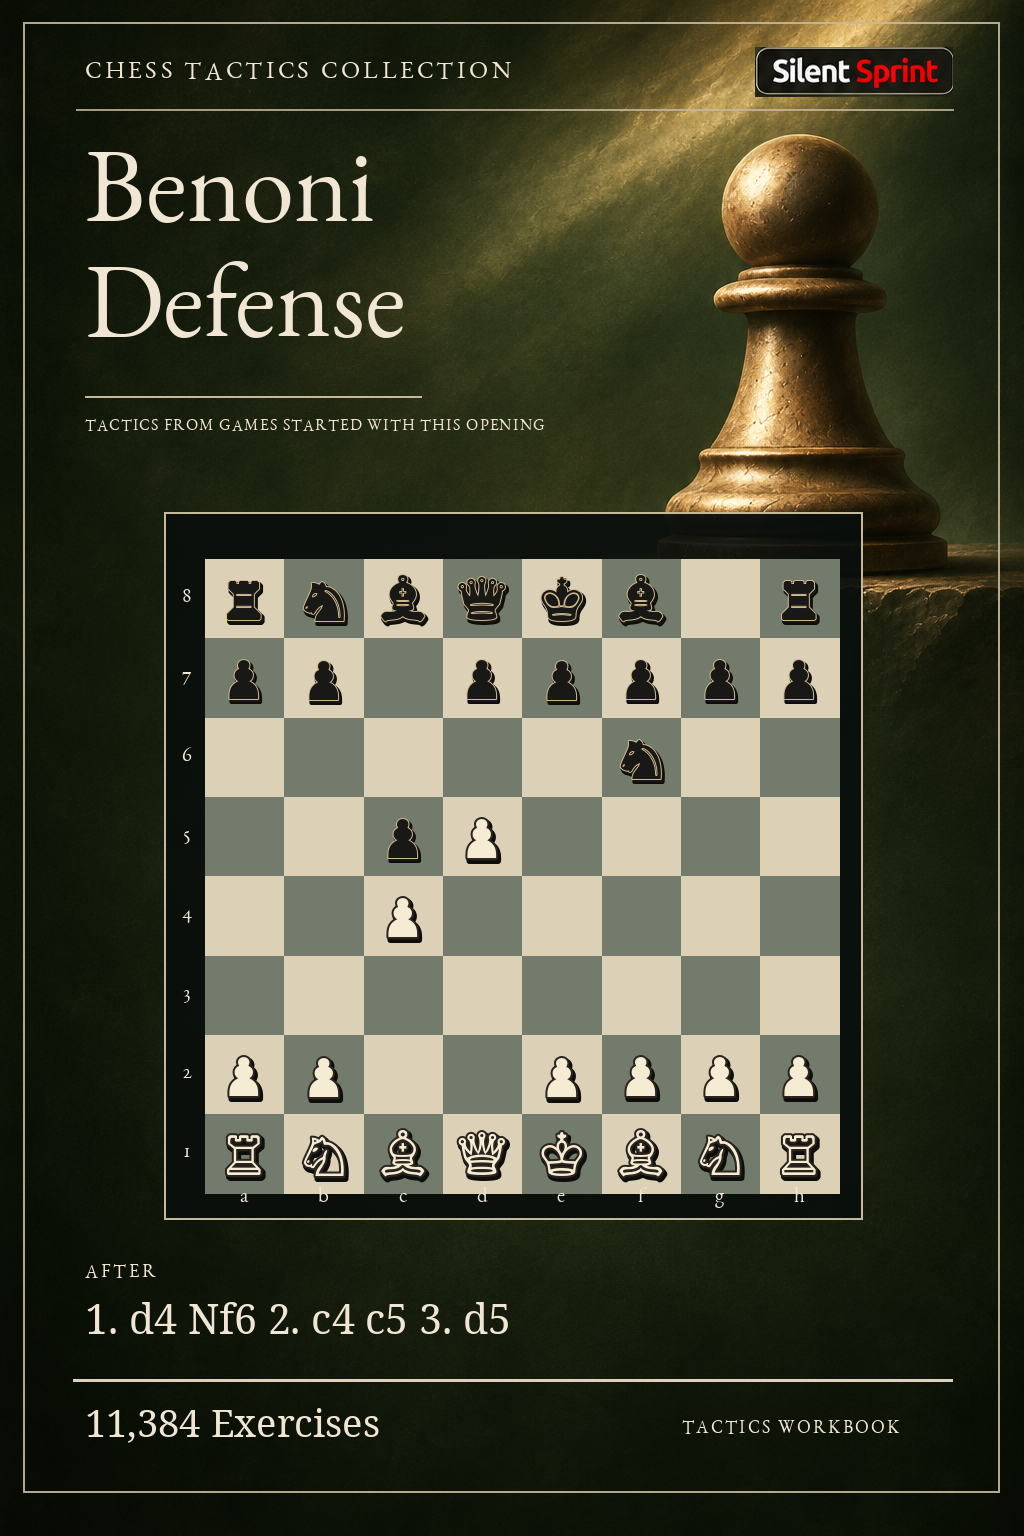 CHESS TACTICS COLLECTION
Silent Sprint
Benoni
Defense
TACTICS FROM GAMES STARTED WITH THIS OPENING
8
7
6
5
4
3
2
1
a b c d e f g h
AFTER
1. d4 Nf6 2. c4 c5 3. d5
11,384 Exercises
TACTICS WORKBOOK